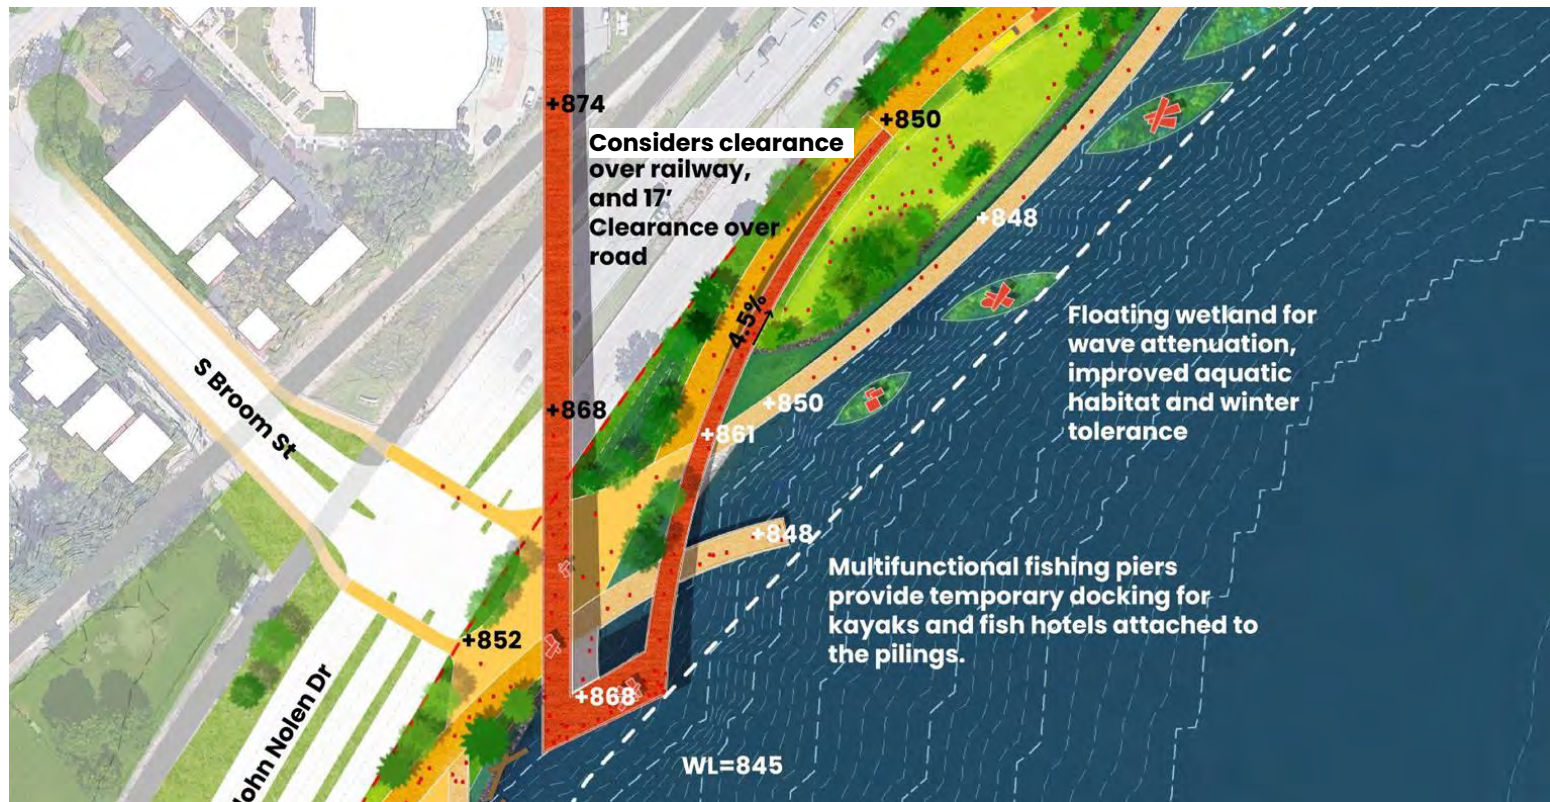 +874
+850
Considers clearance
over railway,
and 17’
Clearance over
road
+848
4.5%
Floating wetland for
wave attenuation,
improved aquatic
habitat and winter
tolerance
S Broom St
+868
+850
+861
+848
Multifunctional fishing piers
provide temporary docking for
kayaks and fish hotels attached to
the pilings.
+852
+868
John Nolen Dr
WL=845